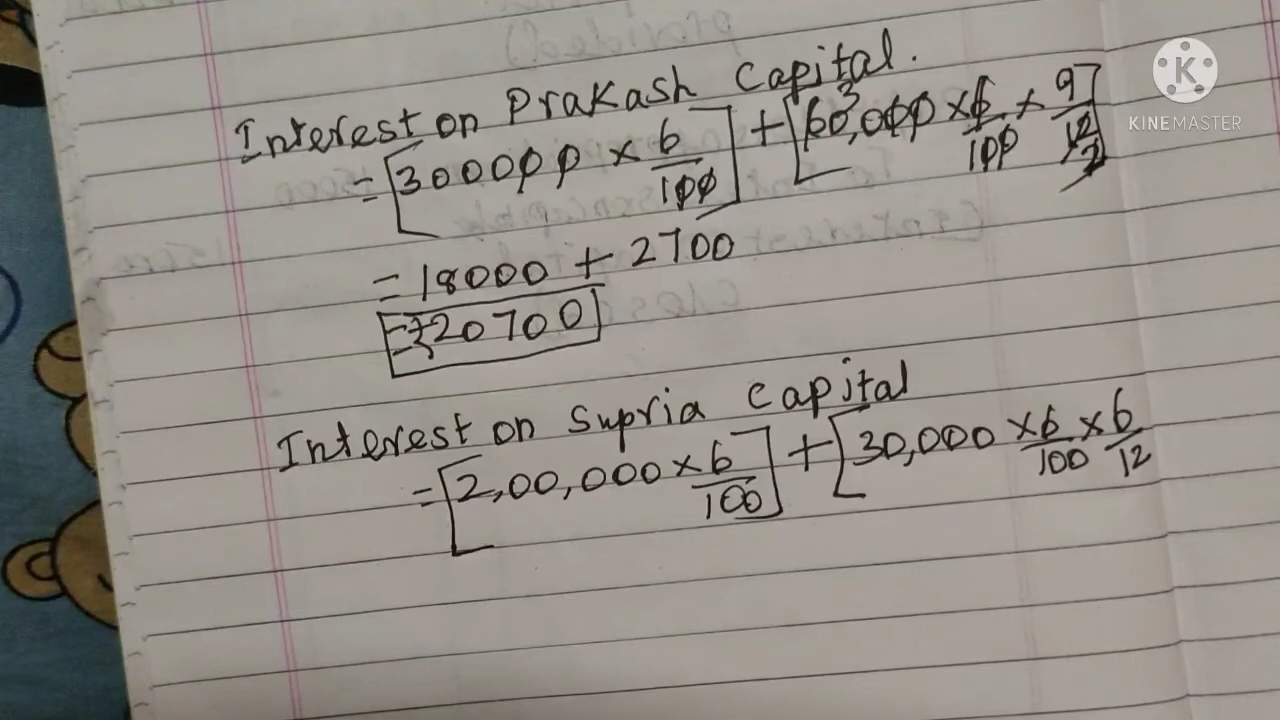 Interest on Prakash Capital.
= [300000 × 6/100] + [60,000 × 6/100 × 9/12]
= 18000 + 2700
= ₹20700
Interest on Supria Capital
= [2,00,000 × 6/100] + [30,000 × 6/100 × 6/12
K
KINEMASTER